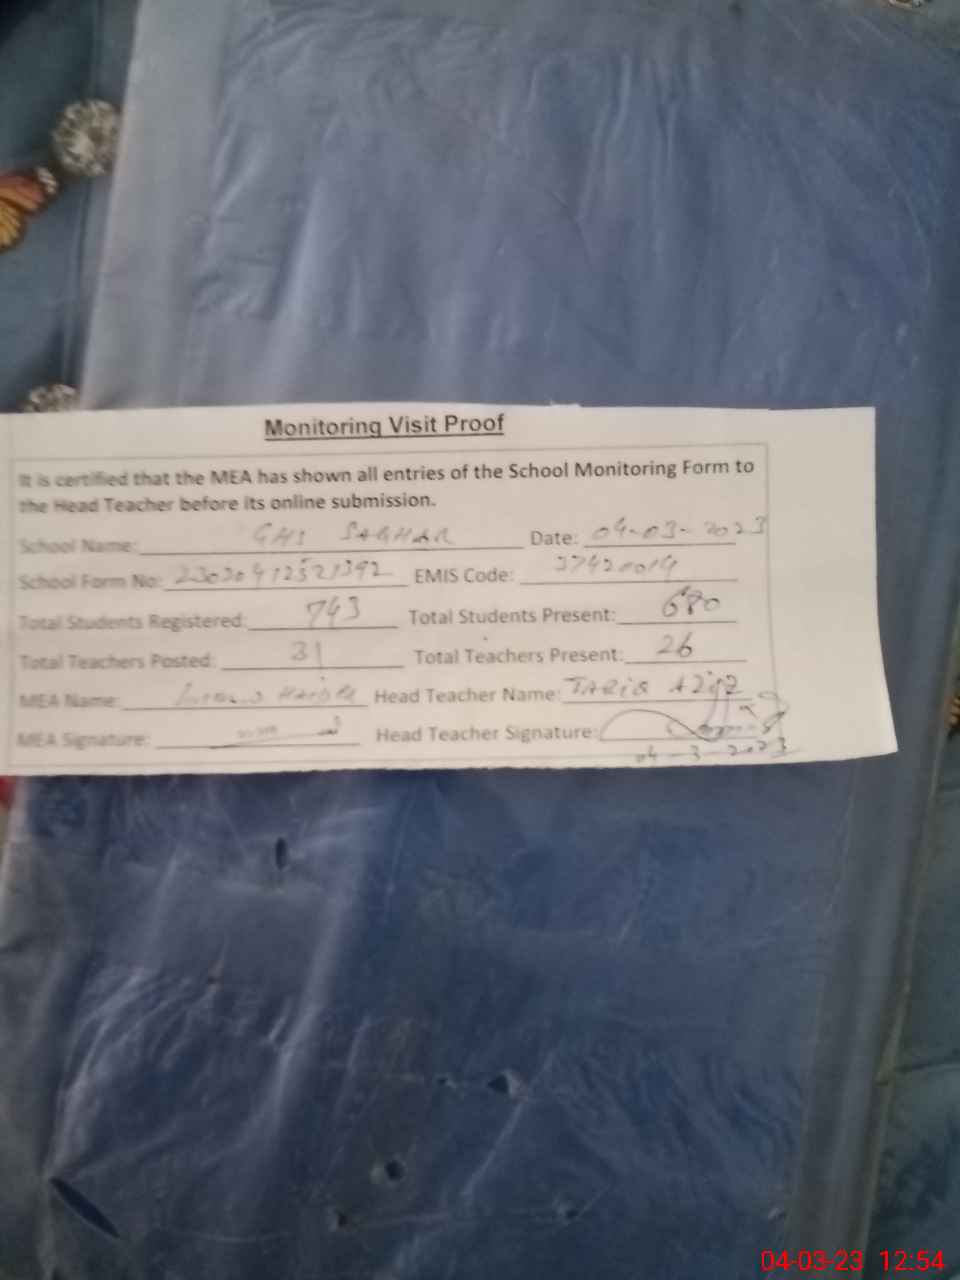 Monitoring Visit Proof
It is certified that the MEA has shown all entries of the School Monitoring Form to
the Head Teacher before its online submission.
School Name: GHS SAGHAR Date: 04-03-2023
School Form No: EMIS Code:
Total Students Registered: 743 Total Students Present: 680
Total Teachers Posted: 31 Total Teachers Present: 26
MEA Name: Head Teacher Name: TARIQ AZIZ
MEA Signature: Head Teacher Signature:
04-3-2023
04-03-23 12:54